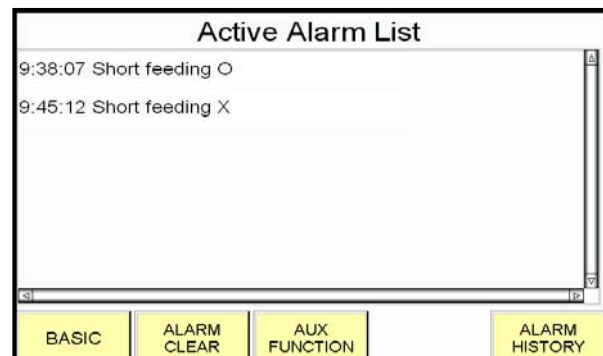 Active Alarm List
9:38:07 Short feeding O
9:45:12 Short feeding X
BASIC
ALARM
CLEAR
AUX
FUNCTION
ALARM
HISTORY